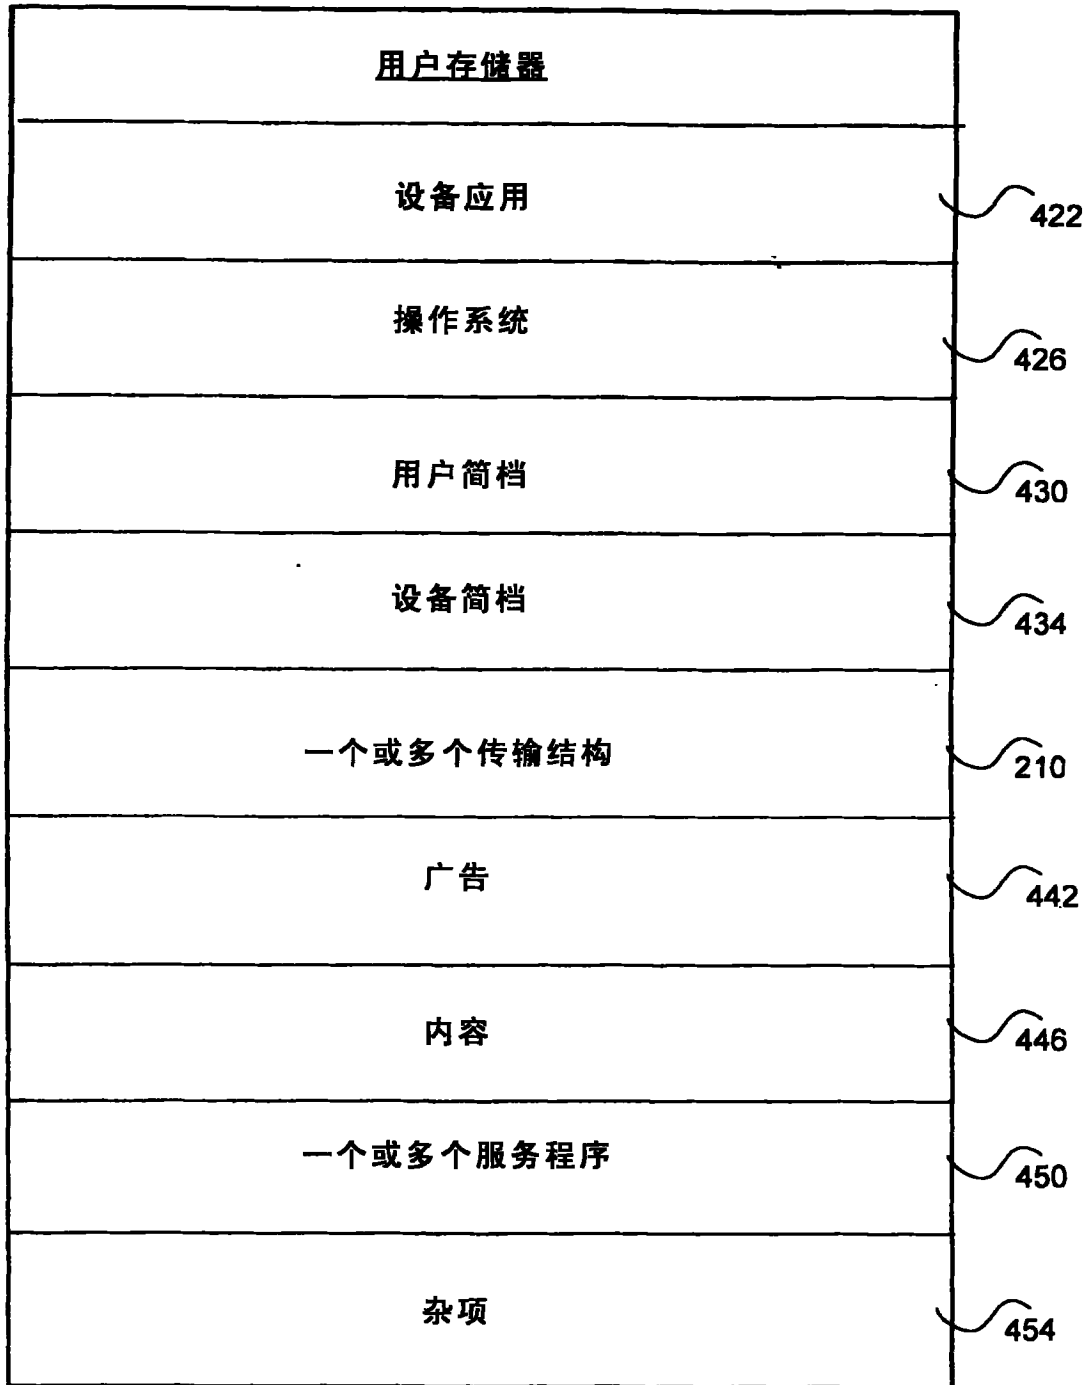 用户存储器
设备应用
422
操作系统
426
用户简档
430
设备简档
434
一个或多个传输结构
210
广告
442
内容
446
一个或多个服务程序
450
杂项
454